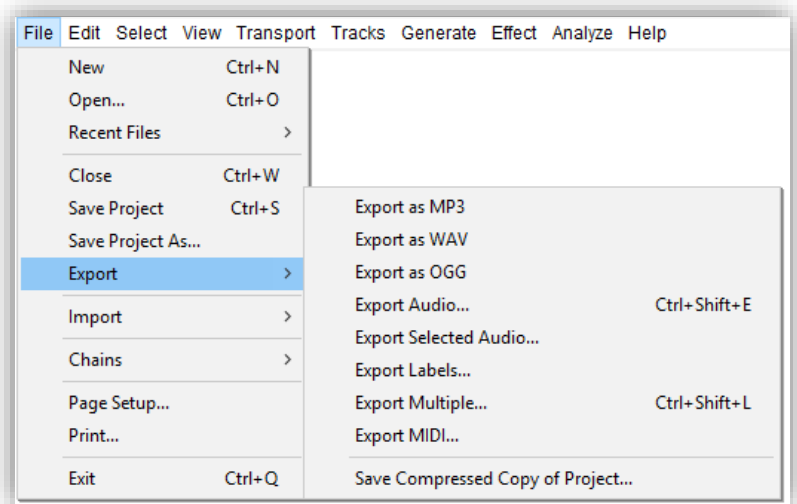 File Edit Select View Transport Tracks Generate Effect Analyze Help
New Ctrl+N
Open... Ctrl+O
Recent Files >
Close Ctrl+W
Save Project Ctrl+S
Save Project As...
Export >
Import >
Chains >
Page Setup...
Print...
Exit Ctrl+Q
Export as MP3
Export as WAV
Export as OGG
Export Audio... Ctrl+Shift+E
Export Selected Audio...
Export Labels...
Export Multiple... Ctrl+Shift+L
Export MIDI...
Save Compressed Copy of Project...